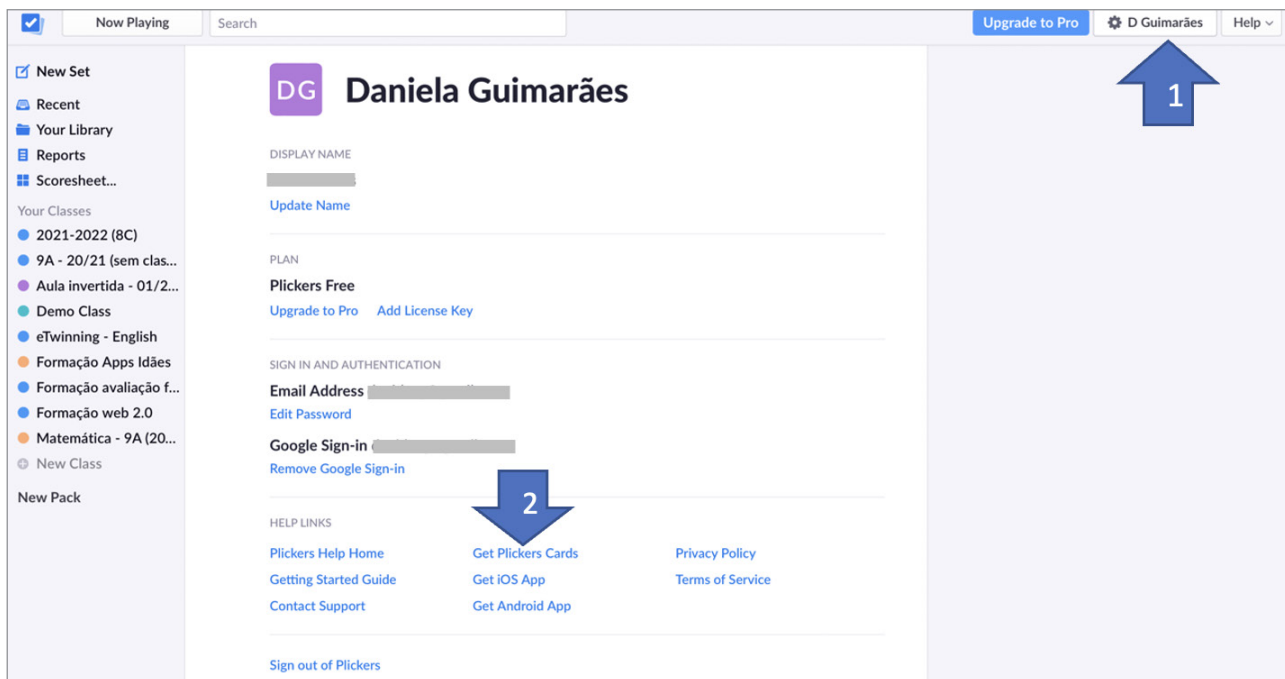 Now Playing
Search
Upgrade to Pro
D Guimarães
Help
1
New Set
Recent
Your Library
Reports
Scoresheet...
Your Classes
2021-2022 (8C)
9A - 20/21 (sem clas...
Aula invertida - 01/2...
Demo Class
eTwinning - English
Formação Apps Idães
Formação avaliação f...
Formação web 2.0
Matemática - 9A (20...
New Class
New Pack
DG
Daniela Guimarães
DISPLAY NAME
Update Name
PLAN
Plickers Free
Upgrade to Pro Add License Key
SIGN IN AND AUTHENTICATION
Email Address
Edit Password
Google Sign-in
Remove Google Sign-in
2
HELP LINKS
Plickers Help Home Get Plickers Cards Privacy Policy
Getting Started Guide Get iOS App Terms of Service
Contact Support Get Android App
Sign out of Plickers